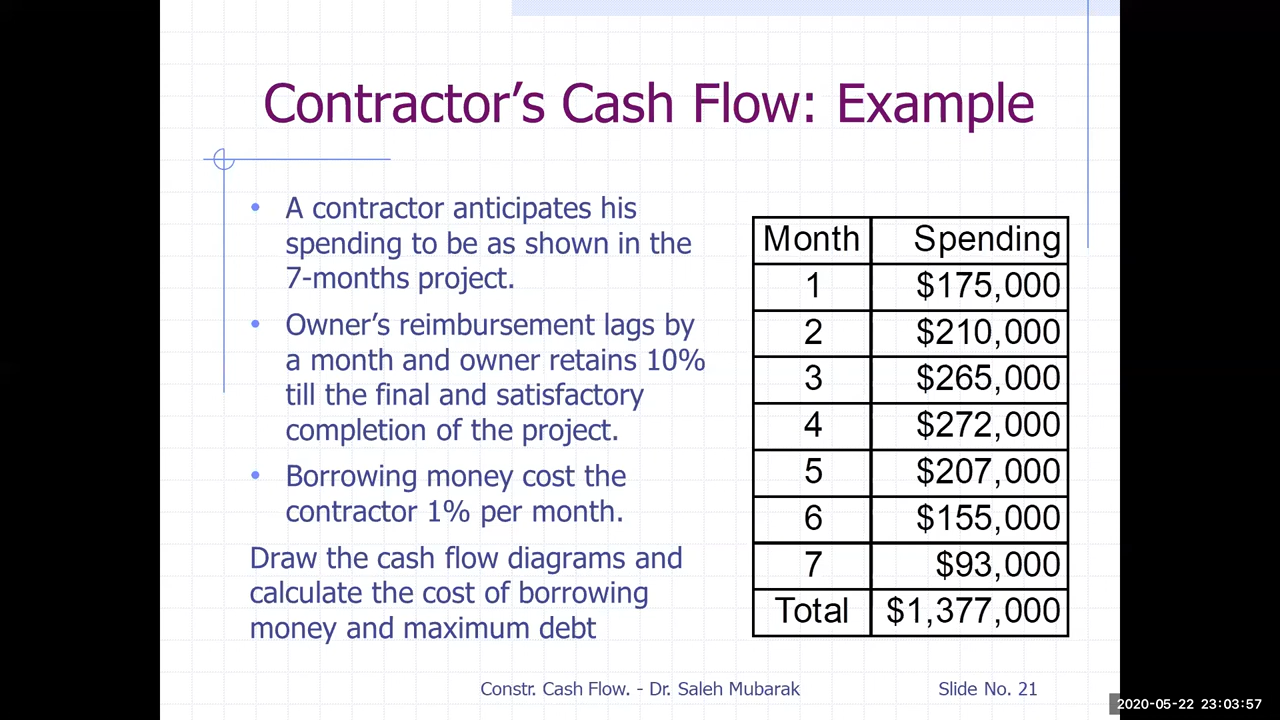 Contractor's Cash Flow: Example
• A contractor anticipates his
spending to be as shown in the
7-months project.
• Owner's reimbursement lags by
a month and owner retains 10%
till the final and satisfactory
completion of the project.
• Borrowing money cost the
contractor 1% per month.
Draw the cash flow diagrams and
calculate the cost of borrowing
money and maximum debt
Month Spending
1 $175,000
2 $210,000
3 $265,000
4 $272,000
5 $207,000
6 $155,000
7 $93,000
Total $1,377,000
Constr. Cash Flow. - Dr. Saleh Mubarak Slide No. 21
2020-05-22 23:03:57